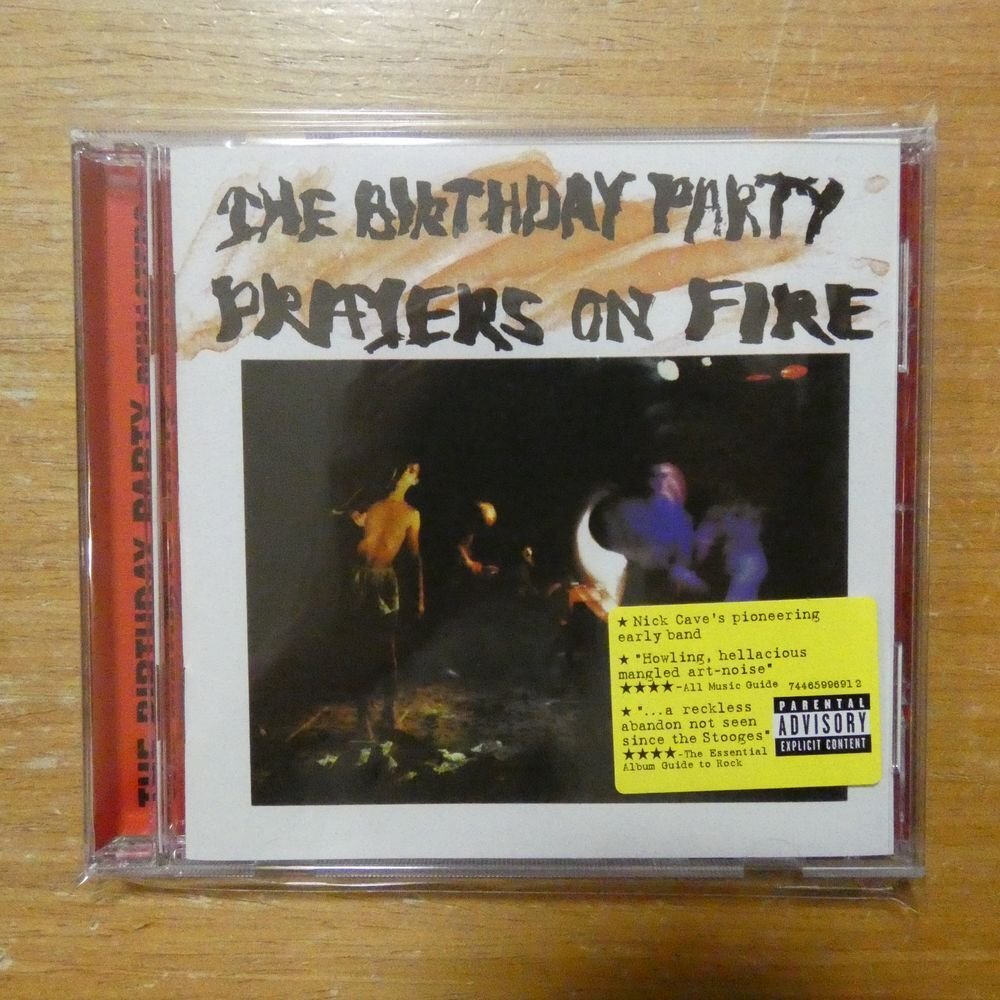 THE BIRTHDAY PARTY
PRAYERS ON FIRE
THE BIRTHDAY PARTY REMASTERS
★ Nick Cave's pioneering
early band
★ "Howling, hellacious
mangled art-noise"
★★★★-All Music Guide 74465996912
★ "...a reckless
abandon not seen
since the Stooges"
★★★★-The Essential
Album Guide to Rock
PARENTAL
ADVISORY
EXPLICIT CONTENT